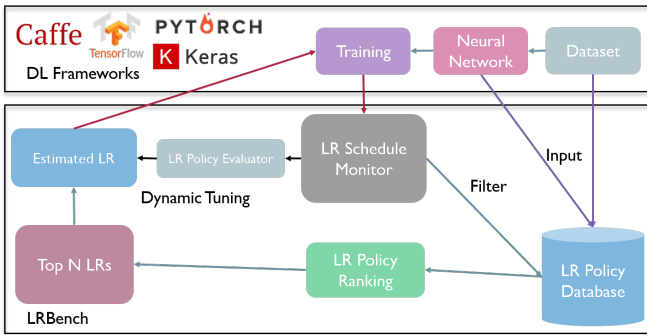 Caffe
TensorFlow
PYTORCH
K Keras
DL Frameworks
Training
Neural
Network
Dataset
Estimated LR
LR Policy Evaluator
LR Schedule
Monitor
Input
Dynamic Tuning
Filter
Top N LRs
LR Policy
Ranking
LR Policy
Database
LRBench